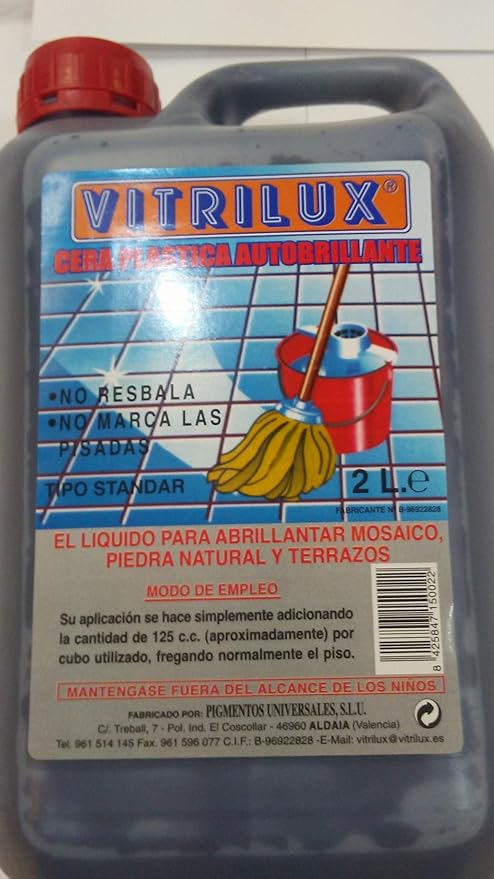 VITRILUX®
CERA PLASTICA AUTOBRILLANTE
•NO RESBALA
•NO MARCA LAS
PISADAS
TIPO STANDAR
2 L.e
FABRICANTE Nº B-96922828
EL LIQUIDO PARA ABRILLANTAR MOSAICO,
PIEDRA NATURAL Y TERRAZOS
MODO DE EMPLEO
Su aplicación se hace simplemente adicionando
la cantidad de 125 c.c. (aproximadamente) por
cubo utilizado, fregando normalmente el piso.
8 425847 150022
MANTENGASE FUERA DEL ALCANCE DE LOS NIÑOS
FABRICADO POR: PIGMENTOS UNIVERSALES, S.L.U.
C/. Treball, 7 - Pol. Ind. El Coscollar - 46960 ALDAIA (Valencia)
Tel. 961 514 145 Fax. 961 596 077 C.I.F.: B-96922828 -E-Mail: vitrilux@vitrilux.es